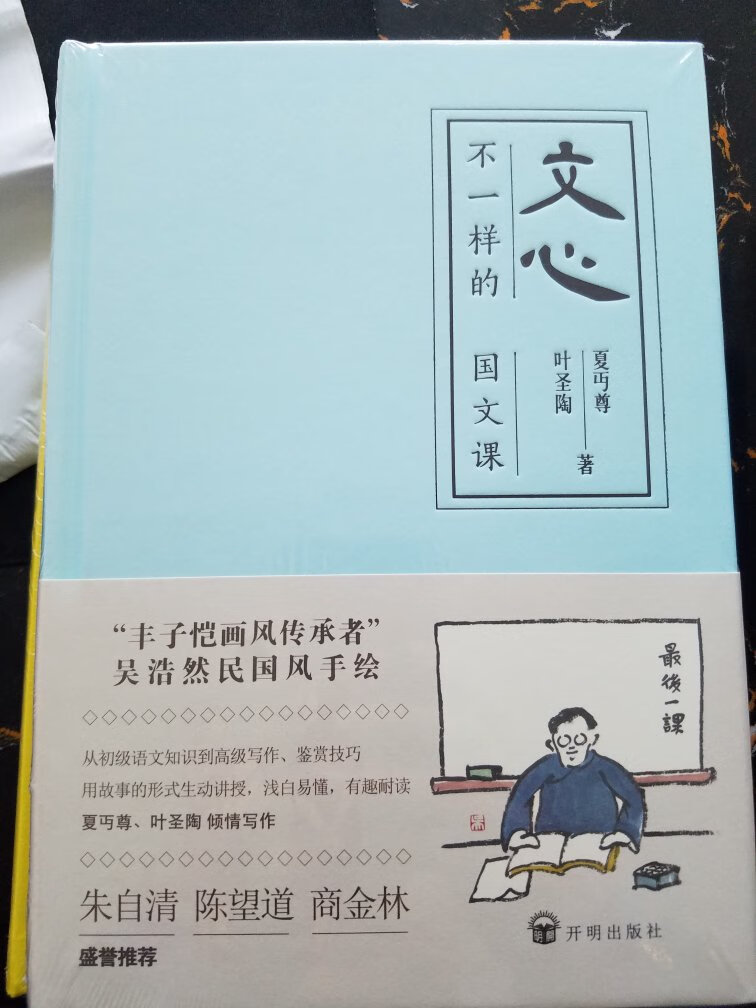 文心
不一样的
国文课
夏丏尊
叶圣陶
著
“丰子恺画风传承者”
吴浩然民国风手绘
从初级语文知识到高级写作、鉴赏技巧
用故事的形式生动讲授，浅白易懂，有趣耐读
夏丏尊、叶圣陶 倾情写作
朱自清 陈望道 商金林
盛誉推荐
最後一課
开明出版社